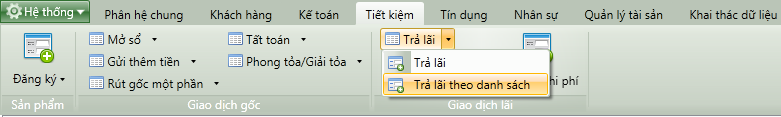 Hệ thống
Phân hệ chung
Khách hàng
Kế toán
Tiết kiệm
Tín dụng
Nhân sự
Quản lý tài sản
Khai thác dữ liệu
Đăng ký
Sản phẩm
Mở sổ
Gửi thêm tiền
Rút gốc một phần
Tất toán
Phong tỏa/Giải tỏa
Giao dịch gốc
Trả lãi
Trả lãi
Trả lãi theo danh sách
phí
Giao dịch lãi